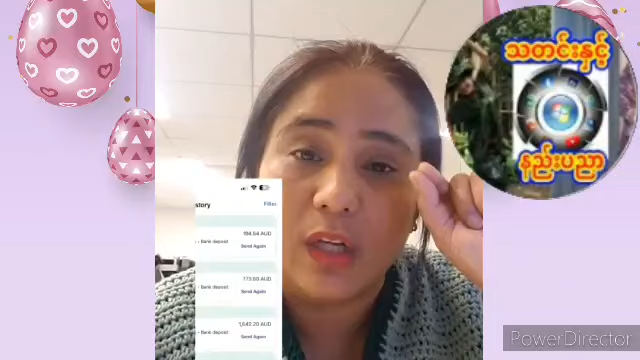 သတင်းနှင့်
နည်းပညာ
story Filter
194.64 AUD
- Bank deposit Send Again
173.60 AUD
- Bank deposit Send Again
1,642.20 AUD
- Bank deposit Send Again
PowerDirector